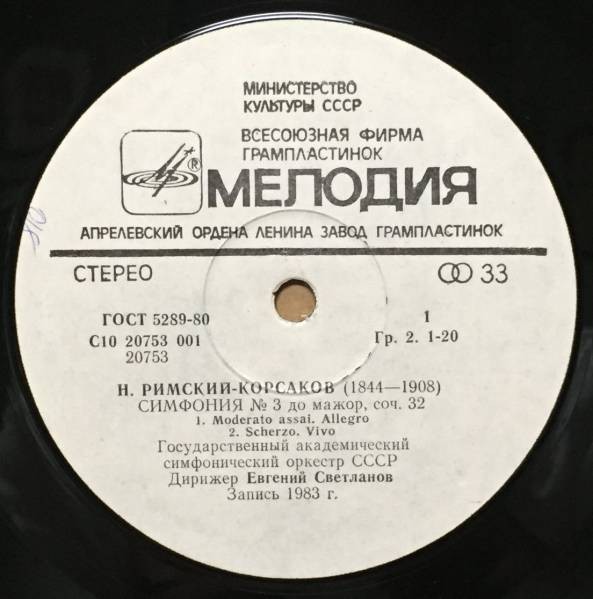 МИНИСТЕРСТВО
КУЛЬТУРЫ СССР
ВСЕСОЮЗНАЯ ФИРМА
ГРАМПЛАСТИНОК
® МЕЛОДИЯ
АПРЕЛЕВСКИЙ ОРДЕНА ЛЕНИНА ЗАВОД ГРАМПЛАСТИНОК
СТЕРЕО 33
ГОСТ 5289-80 1
С10 20753 001 Гр. 2. 1-20
20753
Н. РИМСКИЙ-КОРСАКОВ (1844—1908)
СИМФОНИЯ № 3 до мажор, соч. 32
1. Moderato assai. Allegro
2. Scherzo. Vivo
Государственный академический
симфонический оркестр СССР
Дирижер Евгений Светланов
Запись 1983 г.